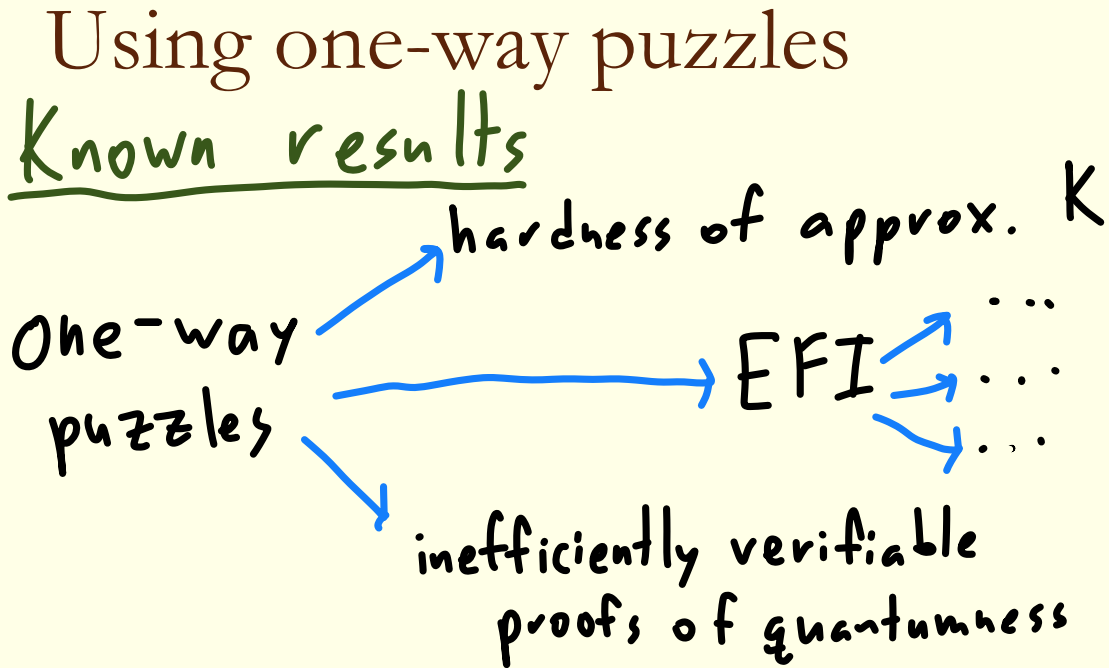 Using one-way puzzles
Known results
hardness of approx. K
one-way
puzzles
EFI
...
...
...
inefficiently verifiable
proofs of quantumness